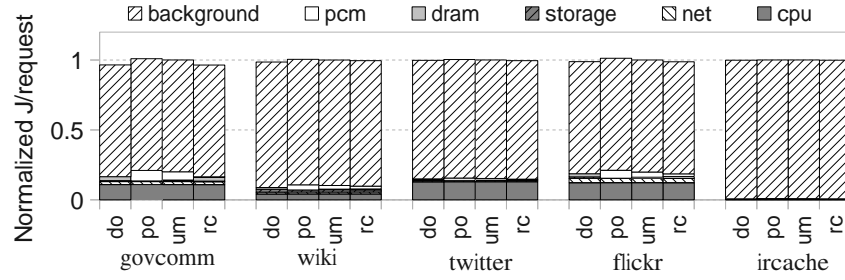 background pcm dram storage net cpu
Normalized J/request
1
0.5
0
do po um rc do po um rc do po um rc do po um rc do po um rc
govcomm wiki twitter flickr ircache